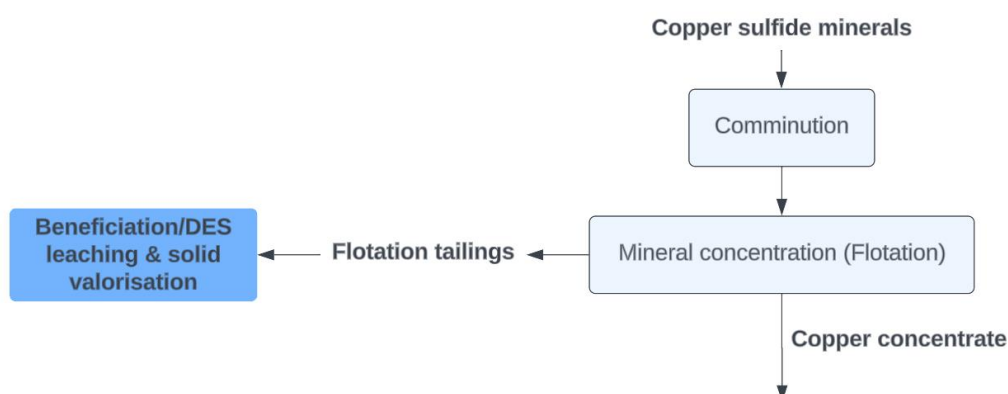 Copper sulfide minerals
Comminution
Mineral concentration (Flotation)
Flotation tailings
Beneficiation/DES
leaching & solid
valorisation
Copper concentrate